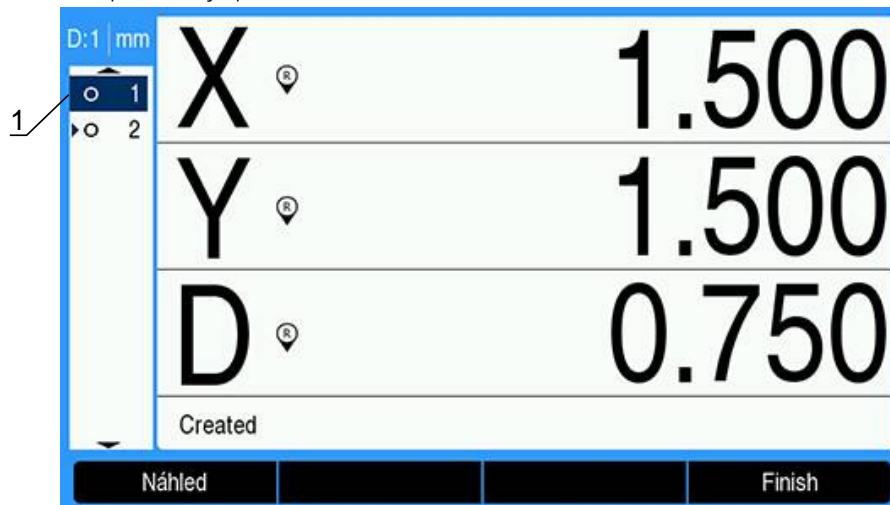 D:1 mm
X R 1.500
1
1
2
Y R 1.500
D R 0.750
Created
Náhled Finish